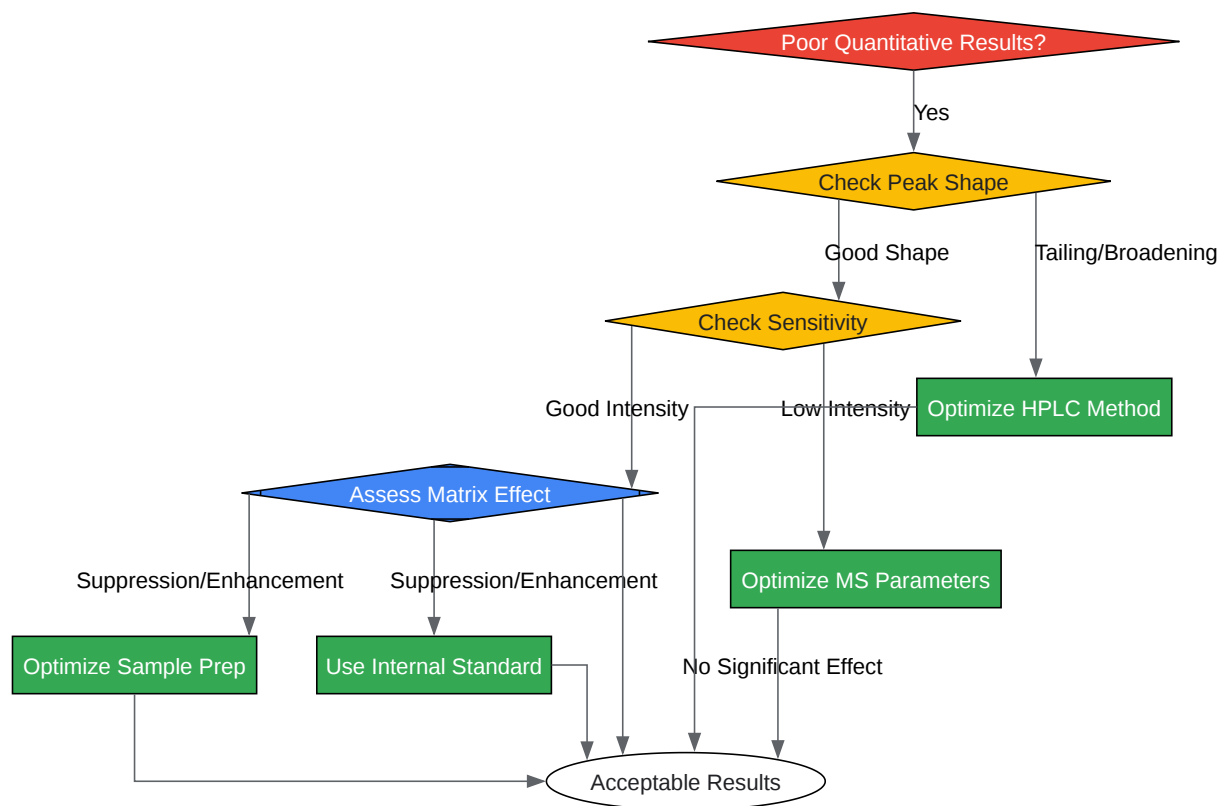 Poor Quantitative Results?
Yes
Check Peak Shape
Good Shape
Tailing/Broadening
Check Sensitivity
Good Intensity
Low Intensity
Optimize HPLC Method
Assess Matrix Effect
Suppression/Enhancement
Suppression/Enhancement
Optimize MS Parameters
Optimize Sample Prep
Use Internal Standard
No Significant Effect
Acceptable Results